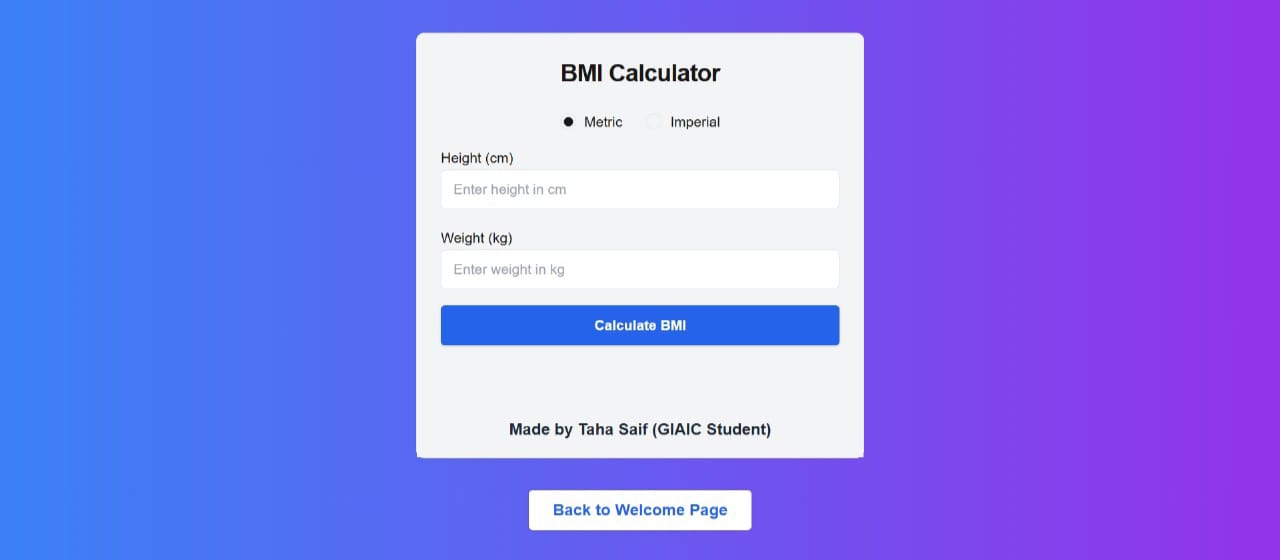 BMI Calculator
Metric Imperial
Height (cm)
Enter height in cm
Weight (kg)
Enter weight in kg
Calculate BMI
Made by Taha Saif (GIAIC Student)
Back to Welcome Page